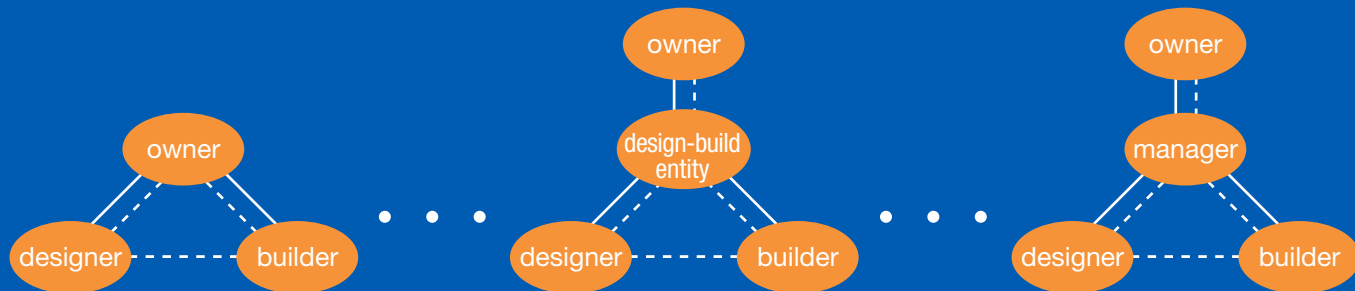 owner
designer
builder
owner
design-build
entity
designer
builder
owner
manager
designer
builder